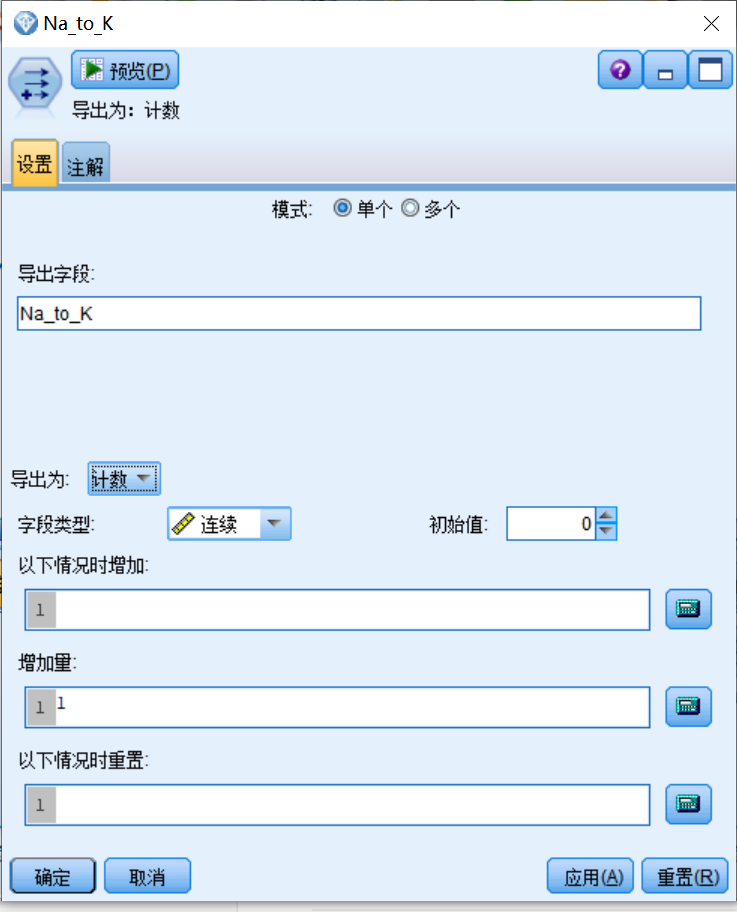 Na_to_K
预览(P)
导出为: 计数
设置 注解
模式: 单个 多个
导出字段:
Na_to_K
导出为: 计数
字段类型: 连续 初始值: 0
以下情况时增加:
1
增加量:
1 1
以下情况时重置:
1
确定 取消 应用(A) 重置(R)